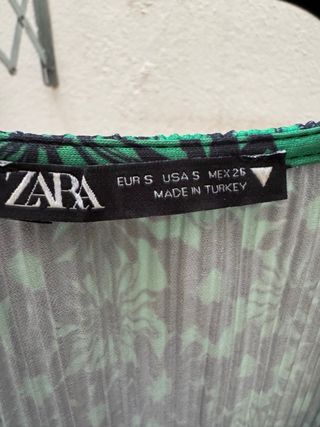 ZARA
EUR S USA S MEX 26
MADE IN TURKEY